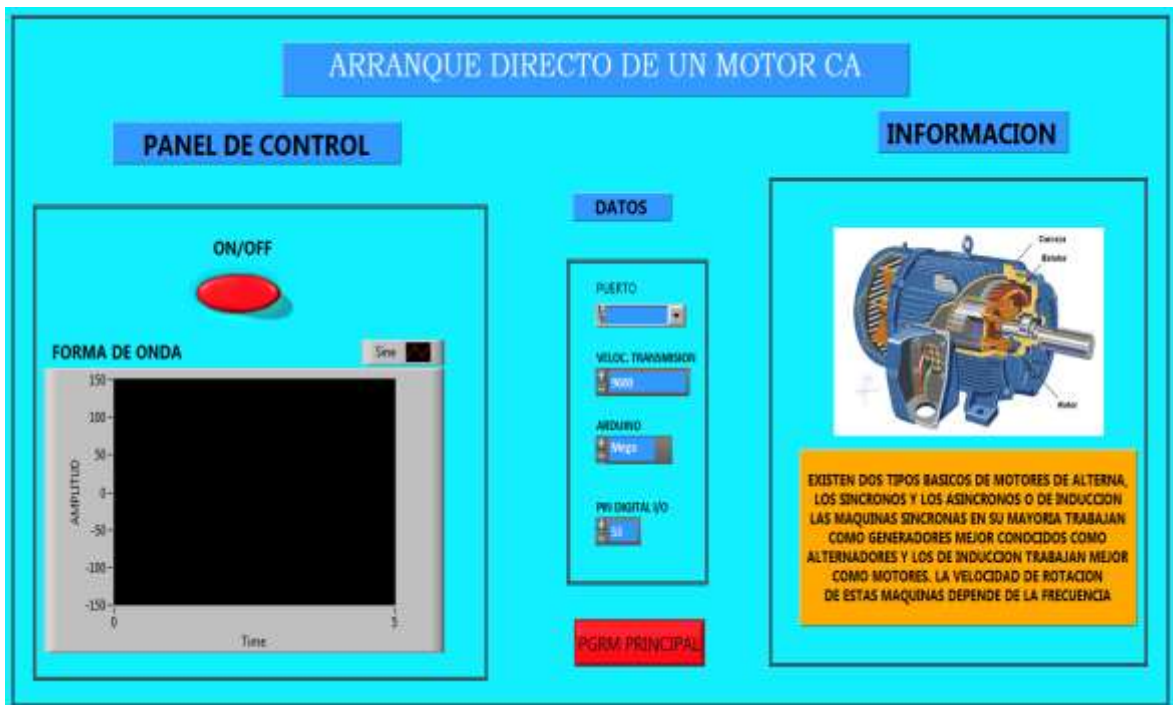 ARRANQUE DIRECTO DE UN MOTOR CA
PANEL DE CONTROL
ON/OFF
FORMA DE ONDA
Sine
150
100
50
0
-50
-100
-150
AMPLITUD
0
5
Time
DATOS
PUERTO
VELOC. TRANSMISION
9600
ARDUINO
Mega
PIN DIGITAL I/O
PGRM PRINCIPAL
INFORMACION
Carcaza
Estator
Rotor
EXISTEN DOS TIPOS BASICOS DE MOTORES DE ALTERNA,
LOS SINCRONOS Y LOS ASINCRONOS O DE INDUCCION
LAS MAQUINAS SINCRONAS EN SU MAYORIA TRABAJAN
COMO GENERADORES MEJOR CONOCIDOS COMO
ALTERNADORES Y LOS DE INDUCCION TRABAJAN MEJOR
COMO MOTORES. LA VELOCIDAD DE ROTACION
DE ESTAS MAQUINAS DEPENDE DE LA FRECUENCIA